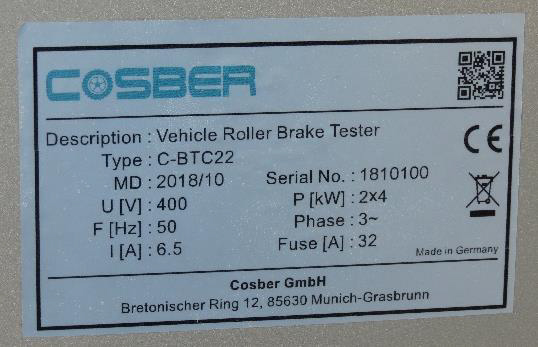 COSBER
Description : Vehicle Roller Brake Tester
Type : C-BTC22
MD : 2018/10 Serial No. : 1810100
U [V] : 400 P [kW] : 2x4
F [Hz] : 50 Phase : 3~
I [A] : 6.5 Fuse [A] : 32
CE
Made in Germany
Cosber GmbH
Bretonischer Ring 12, 85630 Munich-Grasbrunn